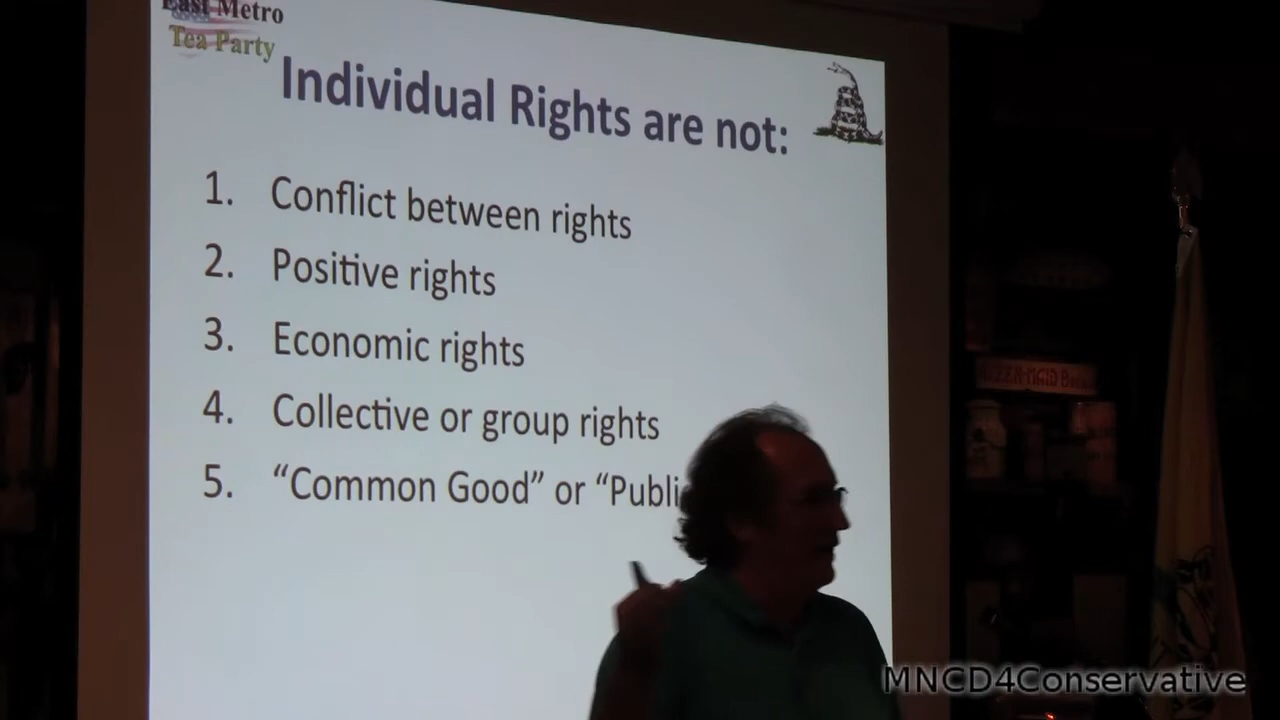 East Metro
Tea Party
Individual Rights are not:
1. Conflict between rights
2. Positive rights
3. Economic rights
4. Collective or group rights
5. “Common Good” or “Publi
MNCD4Conservative